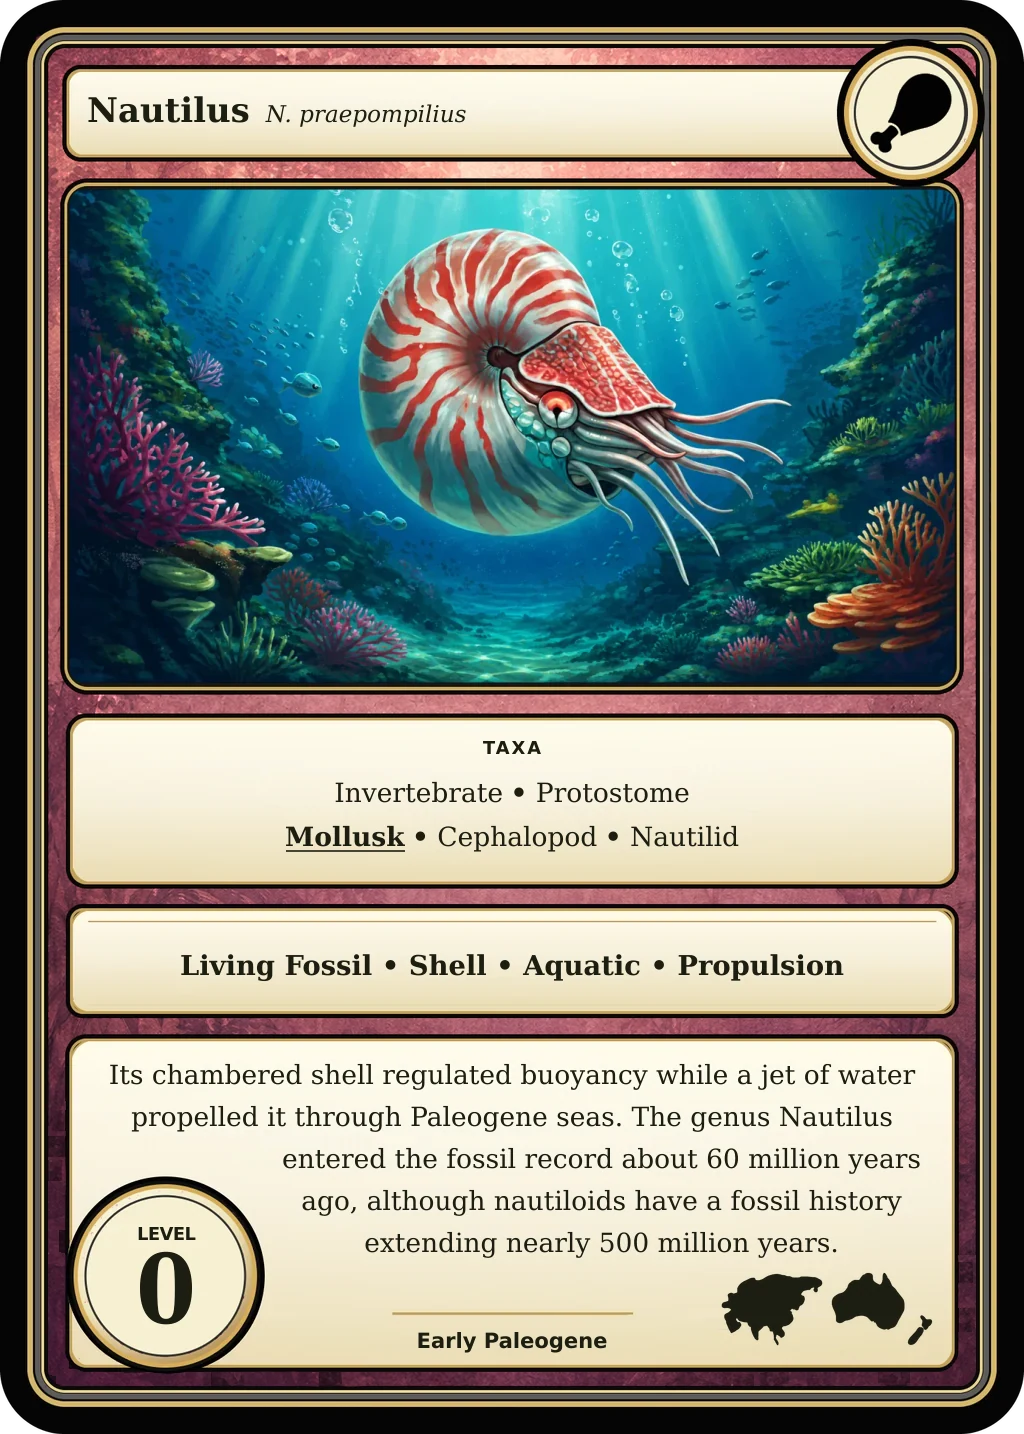 Nautilus N. praepompilius
TAXA
Invertebrate • Protostome
Mollusk • Cephalopod • Nautilid
Living Fossil • Shell • Aquatic • Propulsion
Its chambered shell regulated buoyancy while a jet of water
propelled it through Paleogene seas. The genus Nautilus
entered the fossil record about 60 million years
ago, although nautiloids have a fossil history
extending nearly 500 million years.
LEVEL
0
Early Paleogene